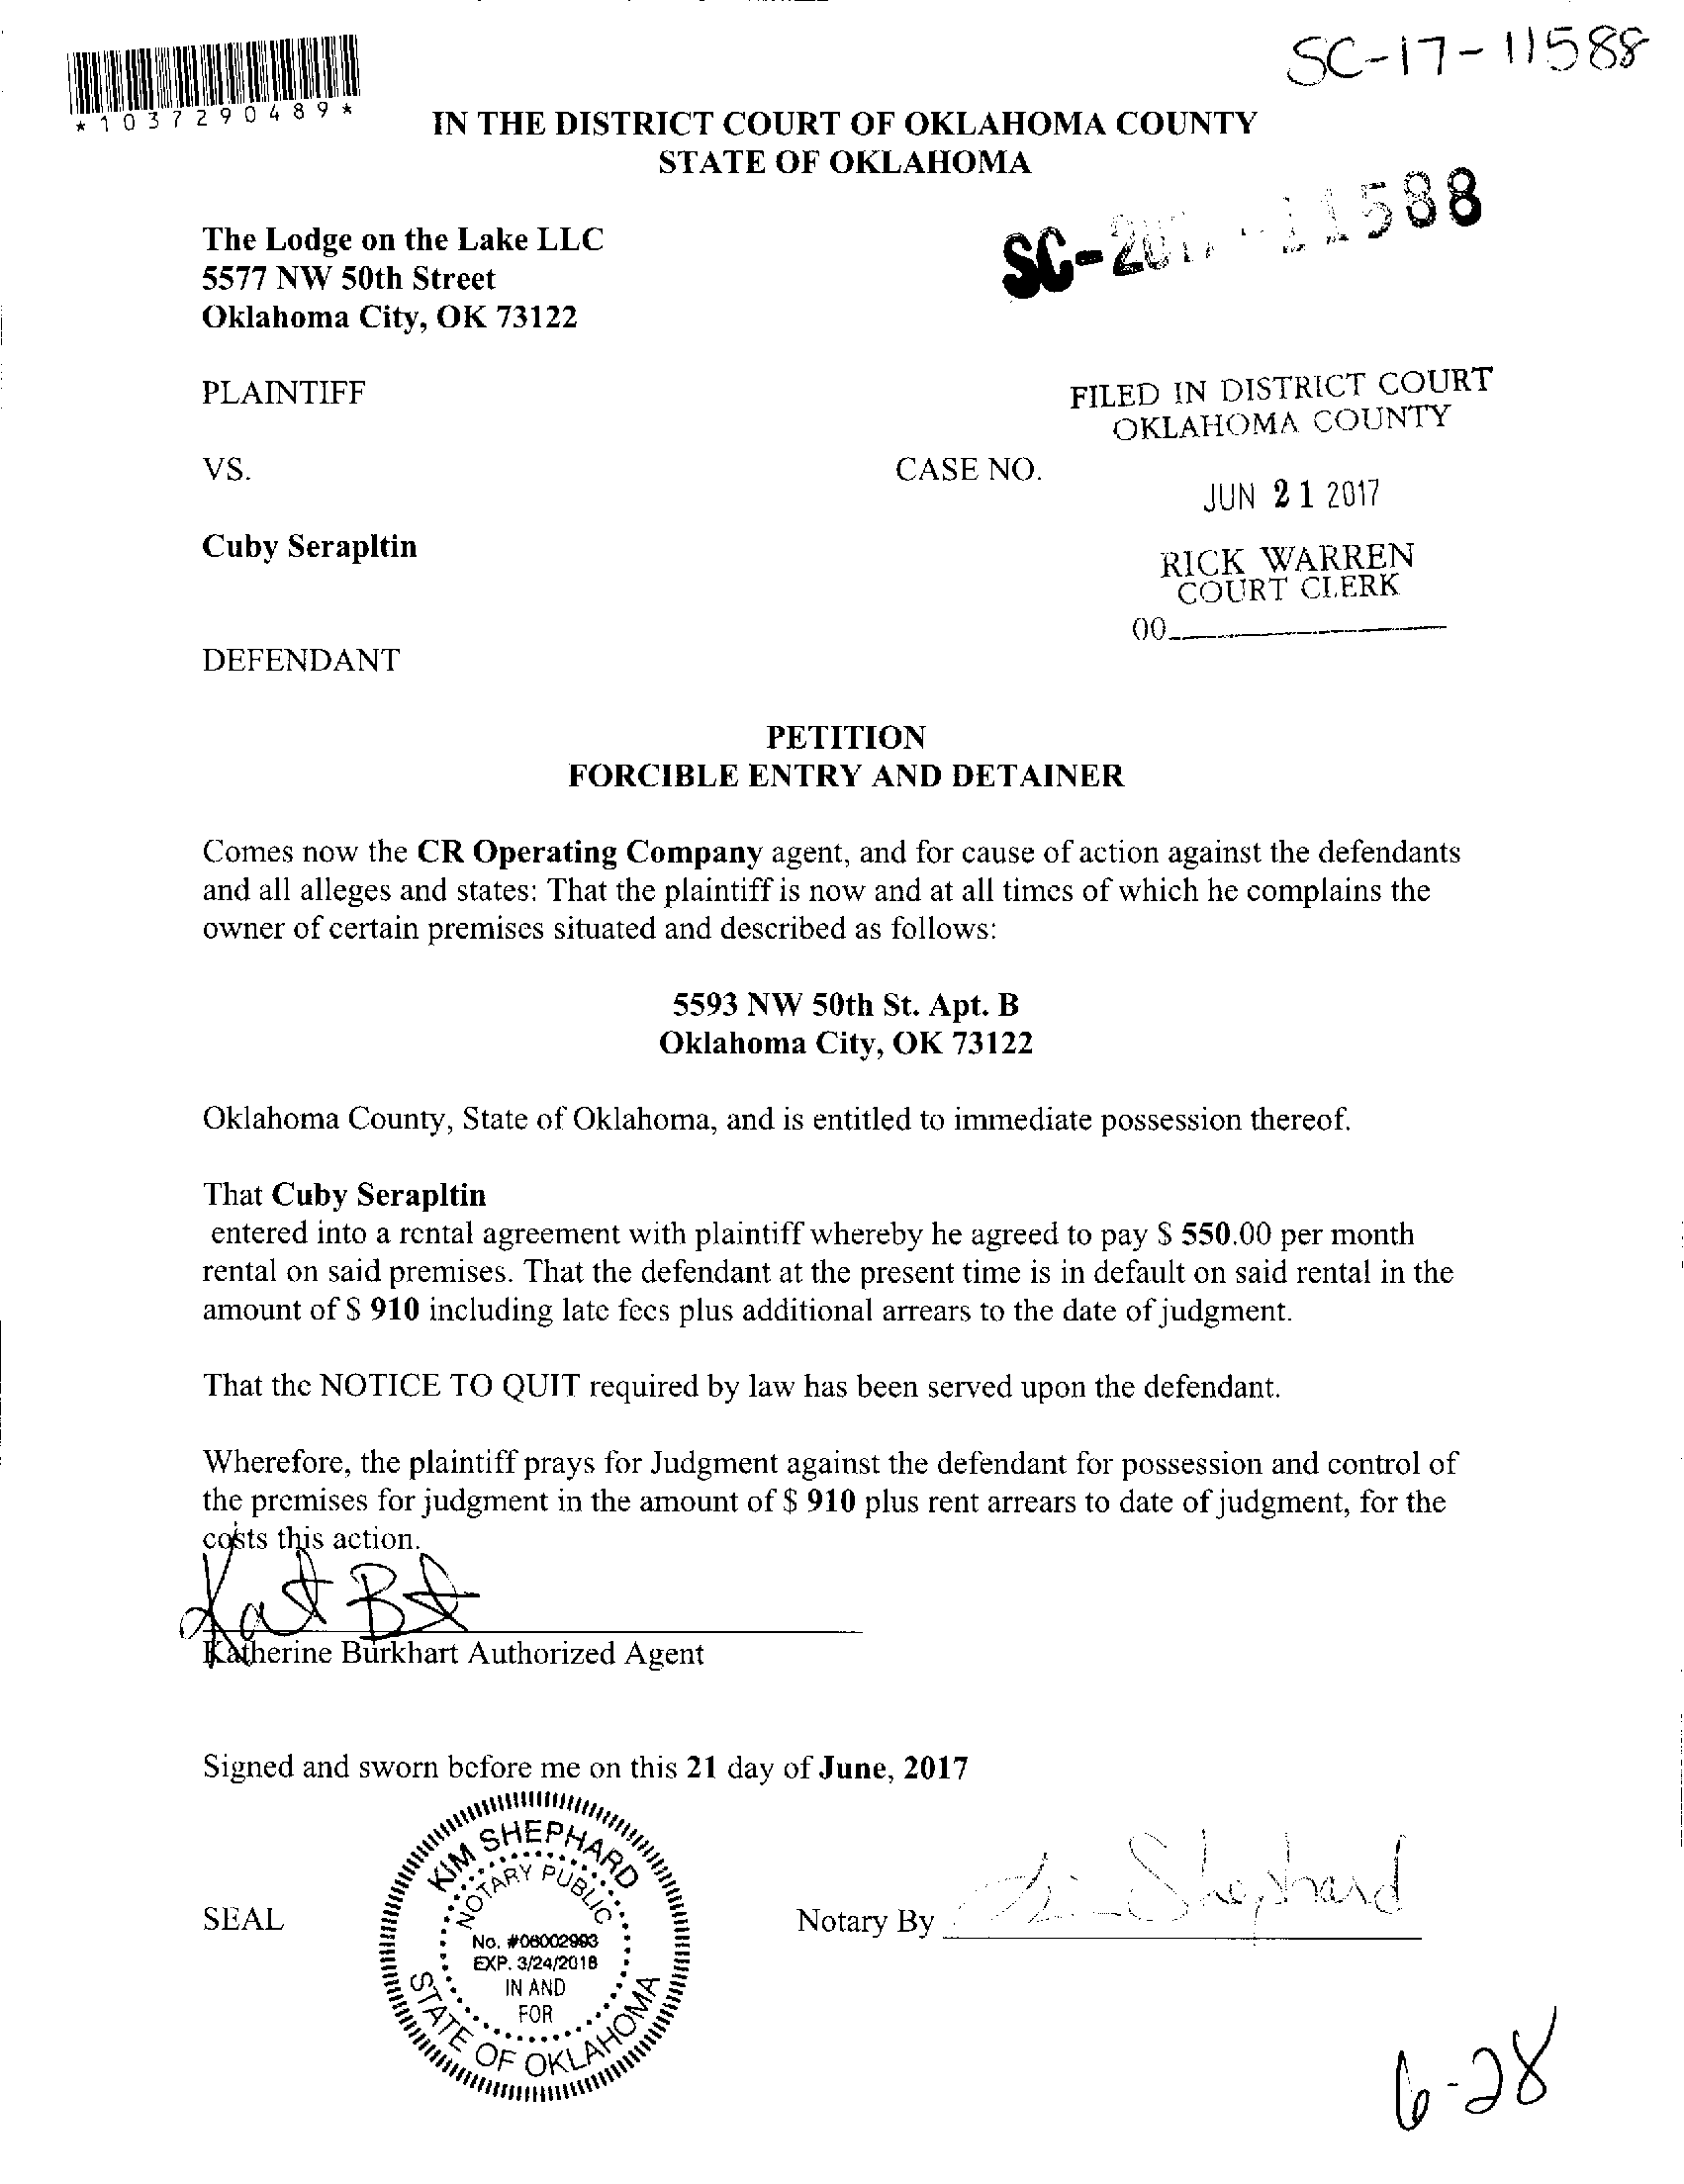 SC-17-11588
*1037290489*
IN THE DISTRICT COURT OF OKLAHOMA COUNTY
STATE OF OKLAHOMA
SC-2017-11588
The Lodge on the Lake LLC
5577 NW 50th Street
Oklahoma City, OK 73122
PLAINTIFF
FILED IN DISTRICT COURT
OKLAHOMA COUNTY
VS.
CASE NO.
JUN 21 2017
Cuby Serapltin
RICK WARREN
COURT CLERK
00
DEFENDANT
PETITION
FORCIBLE ENTRY AND DETAINER
Comes now the CR Operating Company agent, and for cause of action against the defendants
and all alleges and states: That the plaintiff is now and at all times of which he complains the
owner of certain premises situated and described as follows:
5593 NW 50th St. Apt. B
Oklahoma City, OK 73122
Oklahoma County, State of Oklahoma, and is entitled to immediate possession thereof.
That Cuby Serapltin
entered into a rental agreement with plaintiff whereby he agreed to pay $ 550.00 per month
rental on said premises. That the defendant at the present time is in default on said rental in the
amount of $ 910 including late fees plus additional arrears to the date of judgment.
That the NOTICE TO QUIT required by law has been served upon the defendant.
Wherefore, the plaintiff prays for Judgment against the defendant for possession and control of
the premises for judgment in the amount of $ 910 plus rent arrears to date of judgment, for the
costs this action.
Katherine Burkhart Authorized Agent
Signed and sworn before me on this 21 day of June, 2017
KIM SHEPHARD
NOTARY PUBLIC
SEAL
No. #06002993
EXP. 3/24/2018
IN AND
FOR
STATE OF OKLAHOMA
Notary By Kim Shephard
6-28